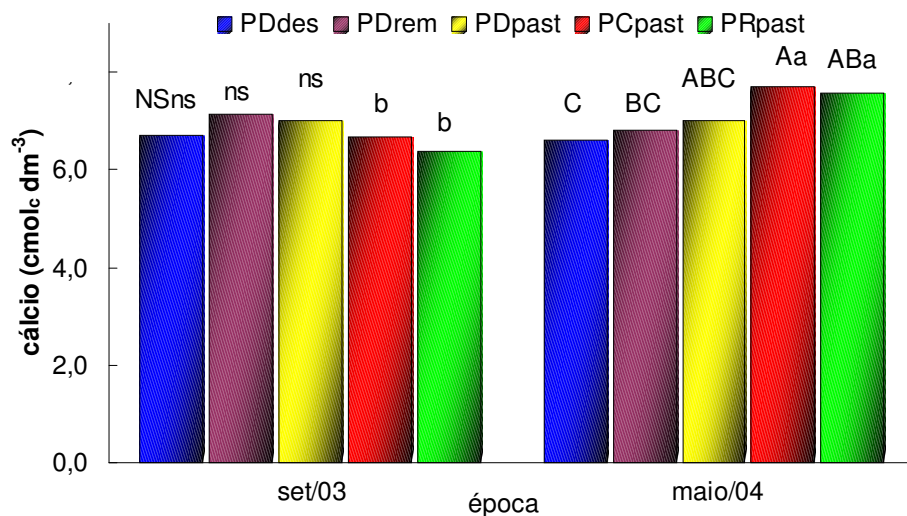 PDdes PDrem PDpast PCpast PRpast
cálcio (cmolc dm-3)
6,0
4,0
2,0
0,0
NSns
ns
ns
b
b
C
BC
ABC
Aa
ABa
set/03
maio/04
época